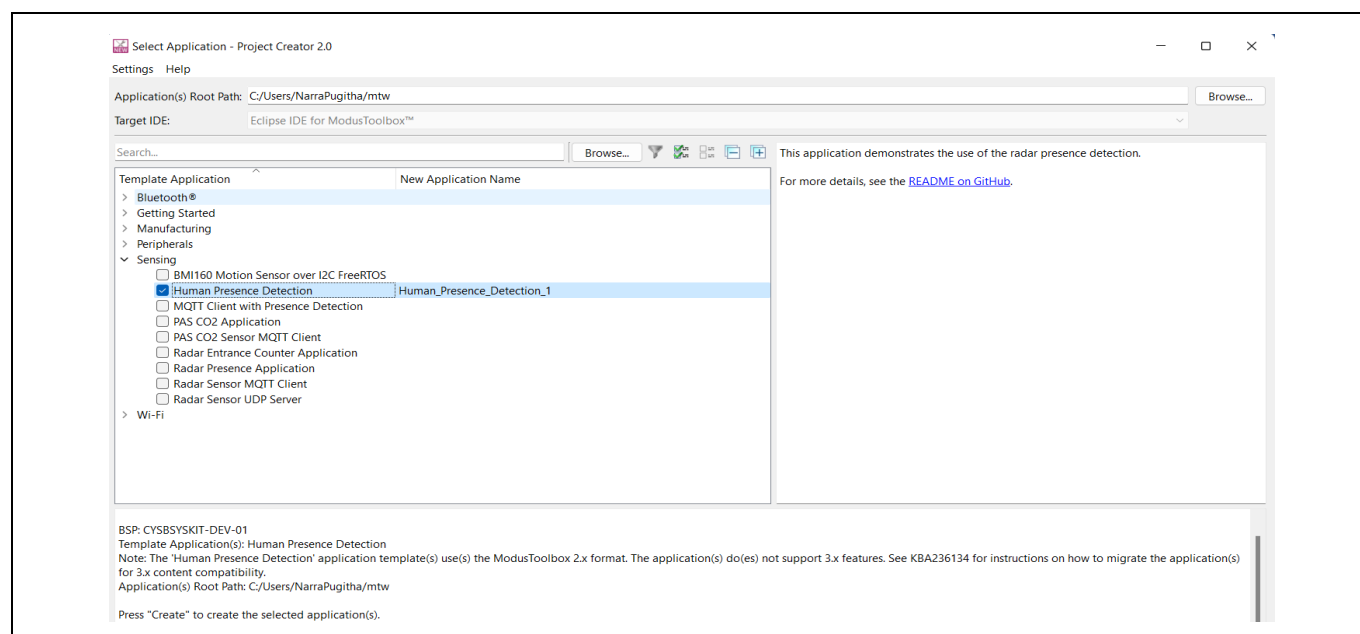 Select Application - Project Creator 2.0
Settings Help
Application(s) Root Path: C:/Users/NarraPugitha/mtw Browse...
Target IDE: Eclipse IDE for ModusToolbox™
Search... Browse...
This application demonstrates the use of the radar presence detection.
For more details, see the README on GitHub.
Template Application New Application Name
Bluetooth®
Getting Started
Manufacturing
Peripherals
Sensing
BMI160 Motion Sensor over I2C FreeRTOS
Human Presence Detection Human_Presence_Detection_1
MQTT Client with Presence Detection
PAS CO2 Application
PAS CO2 Sensor MQTT Client
Radar Entrance Counter Application
Radar Presence Application
Radar Sensor MQTT Client
Radar Sensor UDP Server
Wi-Fi
BSP: CYSBSYSKIT-DEV-01
Template Application(s): Human Presence Detection
Note: The 'Human Presence Detection' application template(s) use(s) the ModusToolbox 2.x format. The application(s) do(es) not support 3.x features. See KBA236134 for instructions on how to migrate the application(s)
for 3.x content compatibility.
Application(s) Root Path: C:/Users/NarraPugitha/mtw
Press "Create" to create the selected application(s).